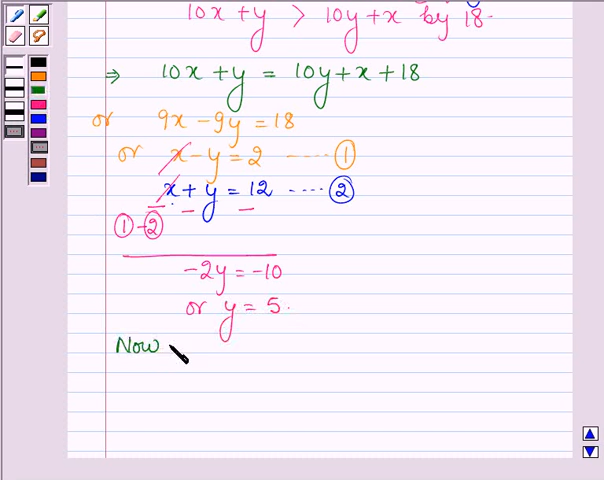 10x+y > 10y+x by 18.
⇒ 10x+y = 10y+x+18
or 9x-9y=18
or x-y=2 ---- ①
x+y=12 ---- ②
- - -
①-②
-2y=-10
or y=5.
Now